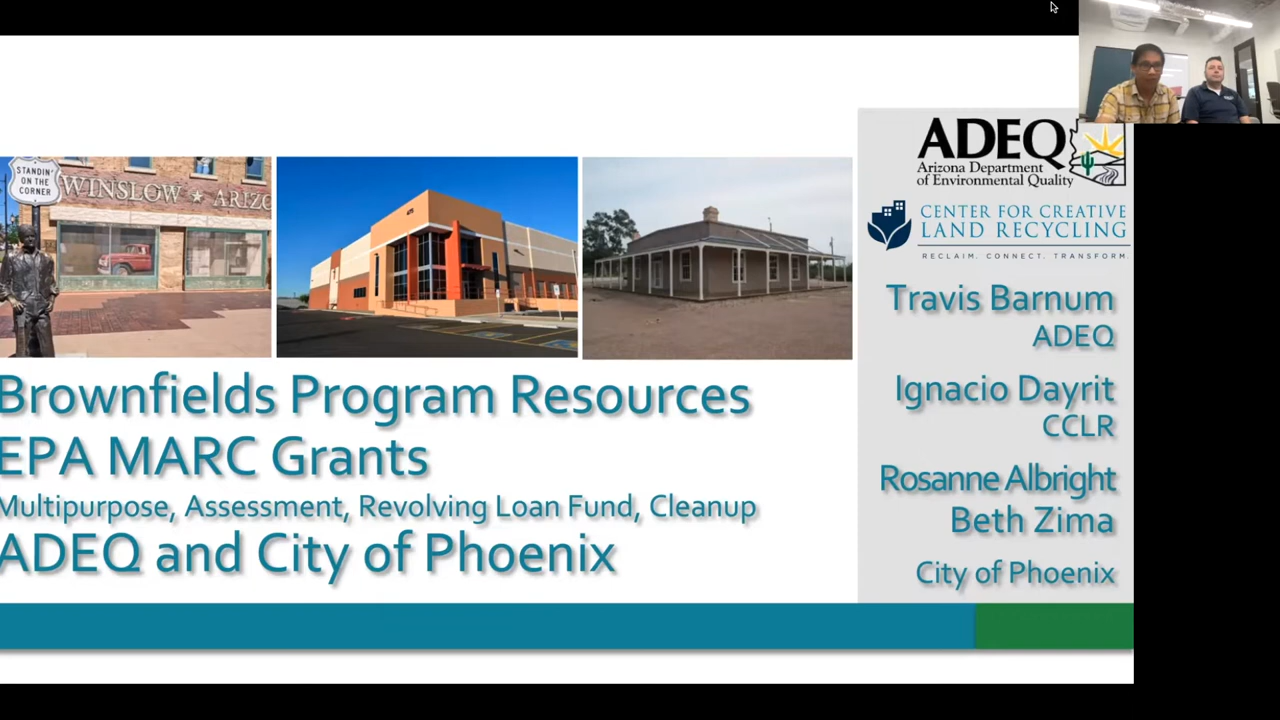 STANDIN'
ON THE
CORNER
WINSLOW ★ ARIZO
Brownfields Program Resources
EPA MARC Grants
Multipurpose, Assessment, Revolving Loan Fund, Cleanup
ADEQ and City of Phoenix
ADEQ
Arizona Department
of Environmental Quality
CENTER FOR CREATIVE
LAND RECYCLING
RECLAIM. CONNECT. TRANSFORM.
Travis Barnum
ADEQ
Ignacio Dayrit
CCLR
Rosanne Albright
Beth Zima
City of Phoenix